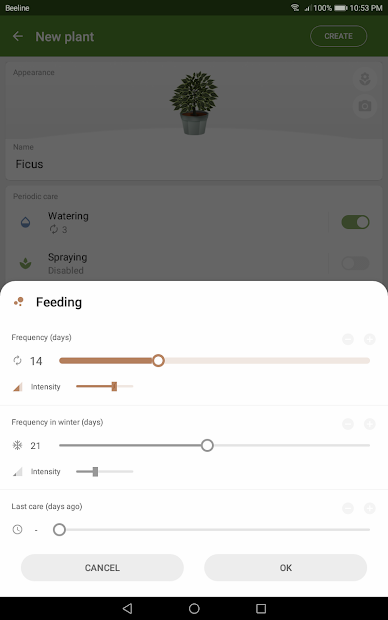 Beeline
100% 10:53 PM
New plant
CREATE
Appearance
Name
Ficus
Periodic care
Watering
3
Spraying
Disabled
Feeding
Frequency (days)
14
Intensity
Frequency in winter (days)
21
Intensity
Last care (days ago)
-
CANCEL
OK